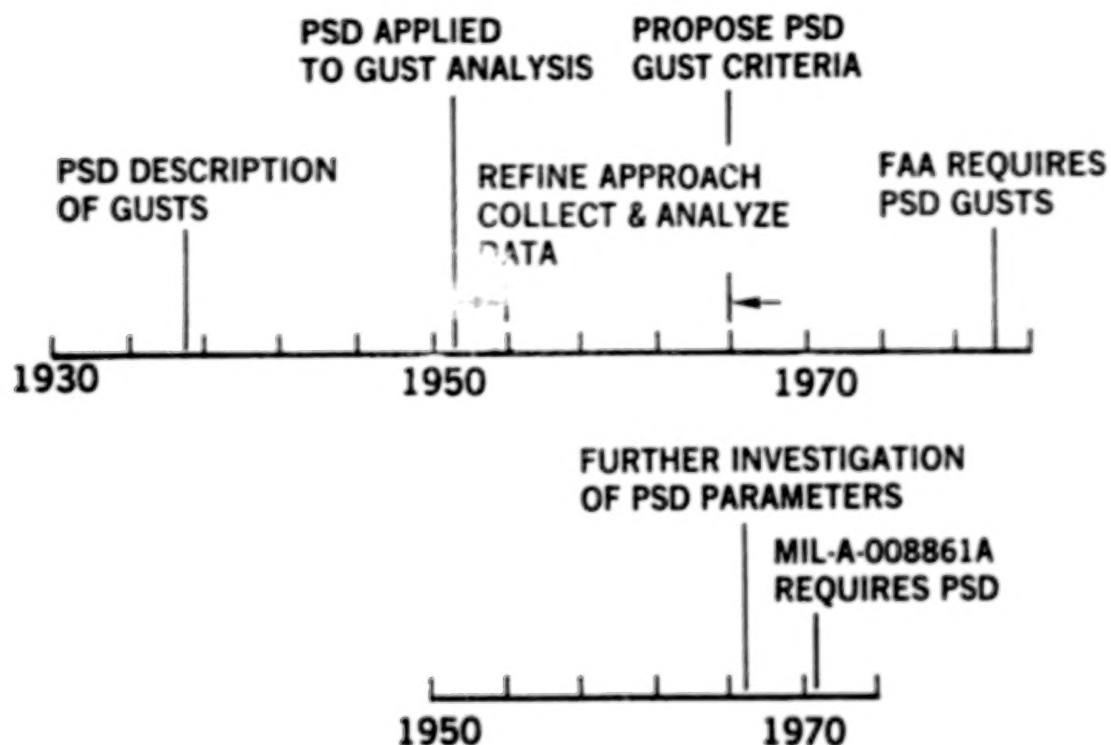 PSD APPLIED
TO GUST ANALYSIS
PROPOSE PSD
GUST CRITERIA
PSD DESCRIPTION
OF GUSTS
REFINE APPROACH
COLLECT & ANALYZE
DATA
FAA REQUIRES
PSD GUSTS
1930
1950
1970
FURTHER INVESTIGATION
OF PSD PARAMETERS
MIL-A-008861A
REQUIRES PSD
1950
1970